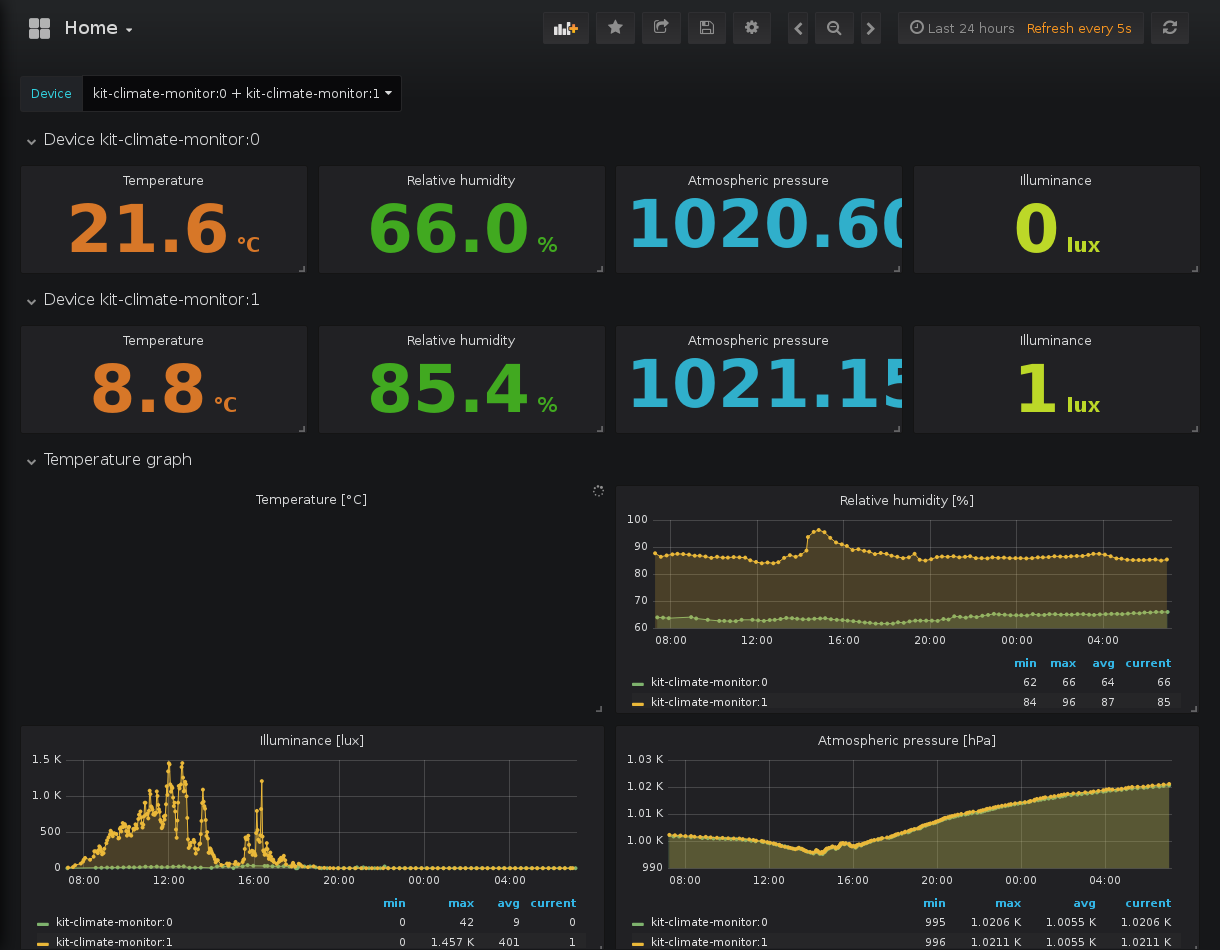 Home
Last 24 hours Refresh every 5s
Device kit-climate-monitor:0 + kit-climate-monitor:1
Device kit-climate-monitor:0
Temperature Relative humidity Atmospheric pressure Illuminance
21.6 °C 66.0 % 1020.60 0 lux
Device kit-climate-monitor:1
Temperature Relative humidity Atmospheric pressure Illuminance
8.8 °C 85.4 % 1021.15 1 lux
Temperature graph
Temperature [°C]
Relative humidity [%]
100
90
80
70
60
08:00 12:00 16:00 20:00 00:00 04:00
min max avg current
kit-climate-monitor:0 62 66 64 66
kit-climate-monitor:1 84 96 87 85
Illuminance [lux]
1.5 K
1.0 K
500
0
08:00 12:00 16:00 20:00 00:00 04:00
min max avg current
kit-climate-monitor:0 0 42 9 0
kit-climate-monitor:1 0 1.457 K 401 1
Atmospheric pressure [hPa]
1.03 K
1.02 K
1.01 K
1.00 K
990
08:00 12:00 16:00 20:00 00:00 04:00
min max avg current
kit-climate-monitor:0 995 1.0206 K 1.0055 K 1.0206 K
kit-climate-monitor:1 996 1.0211 K 1.0055 K 1.0211 K